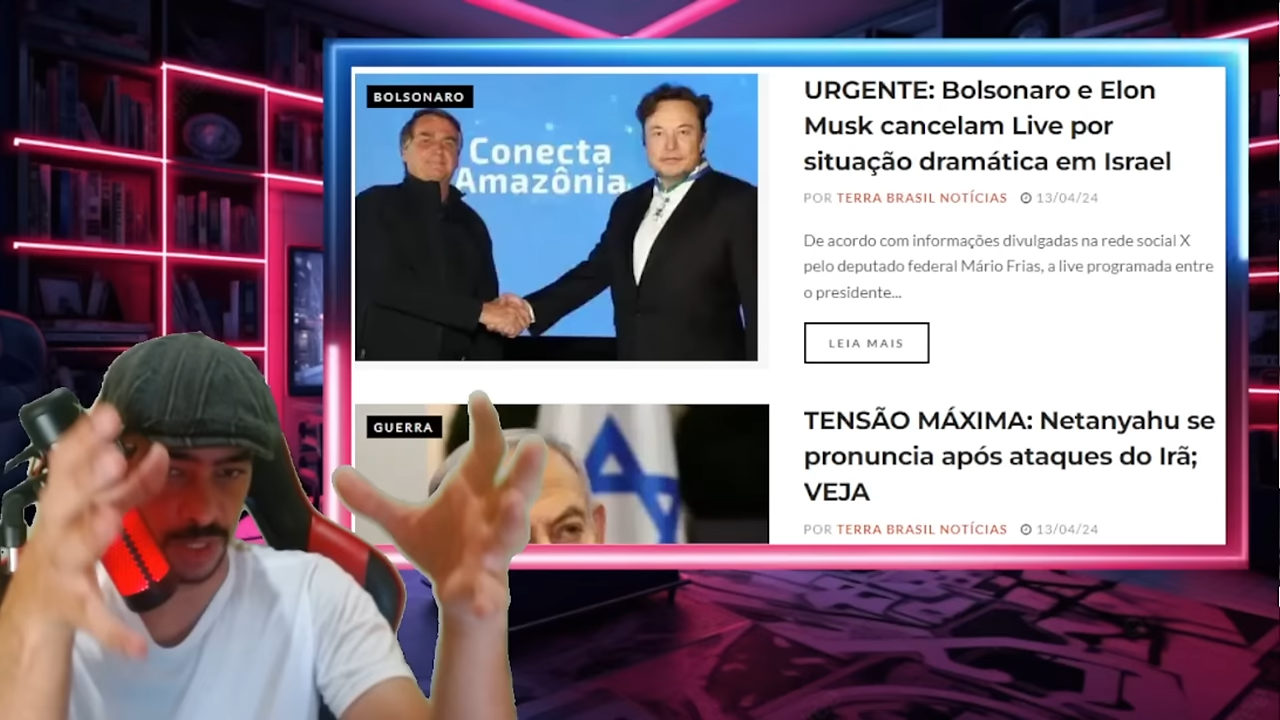 BOLSONARO
Conecta
Amazônia
URGENTE: Bolsonaro e Elon
Musk cancelam Live por
situação dramática em Israel
POR TERRA BRASIL NOTÍCIAS 13/04/24
De acordo com informações divulgadas na rede social X
pelo deputado federal Mário Frias, a live programada entre
o presidente...
LEIA MAIS
GUERRA
TENSÃO MÁXIMA: Netanyahu se
pronuncia após ataques do Irã;
VEJA
POR TERRA BRASIL NOTÍCIAS 13/04/24